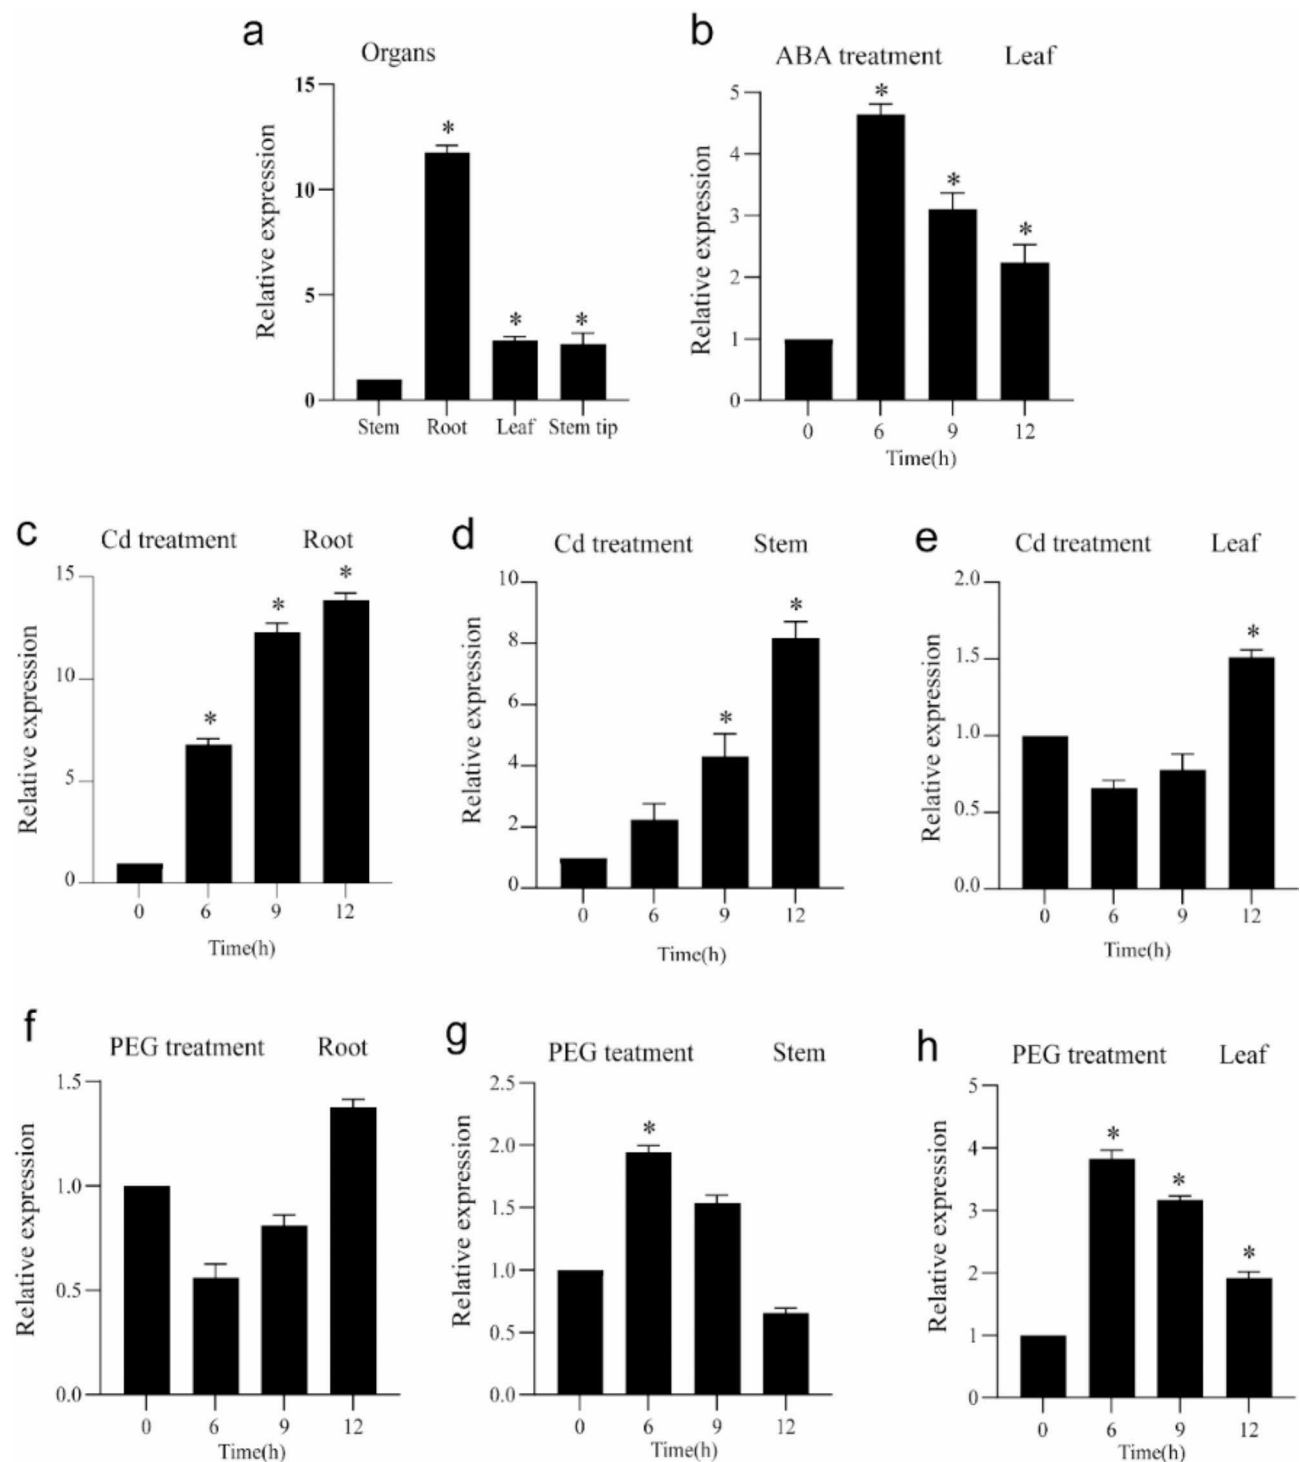 a
Organs
Relative expression
15
10
5
0
*
*
*
Stem Root Leaf Stem tip
b
ABA treatment Leaf
Relative expression
5
4
3
2
1
0
*
*
*
0 6 9 12
Time(h)
c
Cd treatment Root
Relative expression
15
10
5
0
*
*
*
0 6 9 12
Time(h)
d
Cd treatment Stem
Relative expression
10
8
6
4
2
0
*
*
0 6 9 12
Time(h)
e
Cd treatment Leaf
Relative expression
2.0
1.5
1.0
0.5
0.0
*
0 6 9 12
Time(h)
f
PEG treatment Root
Relative expression
1.5
1.0
0.5
0.0
0 6 9 12
Time(h)
g
PEG teatment Stem
Relative expression
2.5
2.0
1.5
1.0
0.5
0.0
*
0 6 9 12
Time(h)
h
PEG treatment Leaf
Relative expression
5
4
3
2
1
0
*
*
*
0 6 9 12
Time(h)